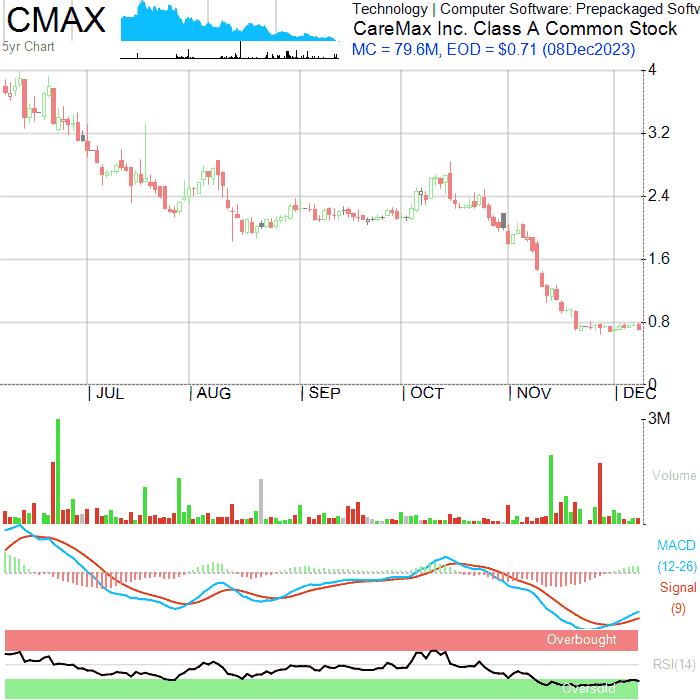 CMAX
5yr Chart
Technology | Computer Software: Prepackaged Softw
CareMax Inc. Class A Common Stock
MC = 79.6M, EOD = $0.71 (08Dec2023)
4
3.2
2.4
1.6
0.8
0
JUL AUG SEP OCT NOV DEC
3M
Volume
MACD
(12-26)
Signal
(9)
Overbought
RSI(14)
Oversold